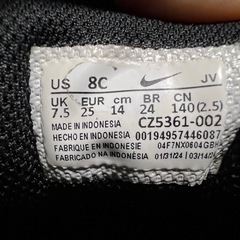 US 8C JV
UK EUR cm BR CN
7.5 25 14 24 140 (2.5)
MADE IN INDONESIA CZ5361-002
HECHO EN INDONESIA 00194957446087
FABRIQUÉ EN INDONÉSIE 04F7NX0604GBH
FABRICADO NA INDONÉSIA 01/31/24 03/14/24